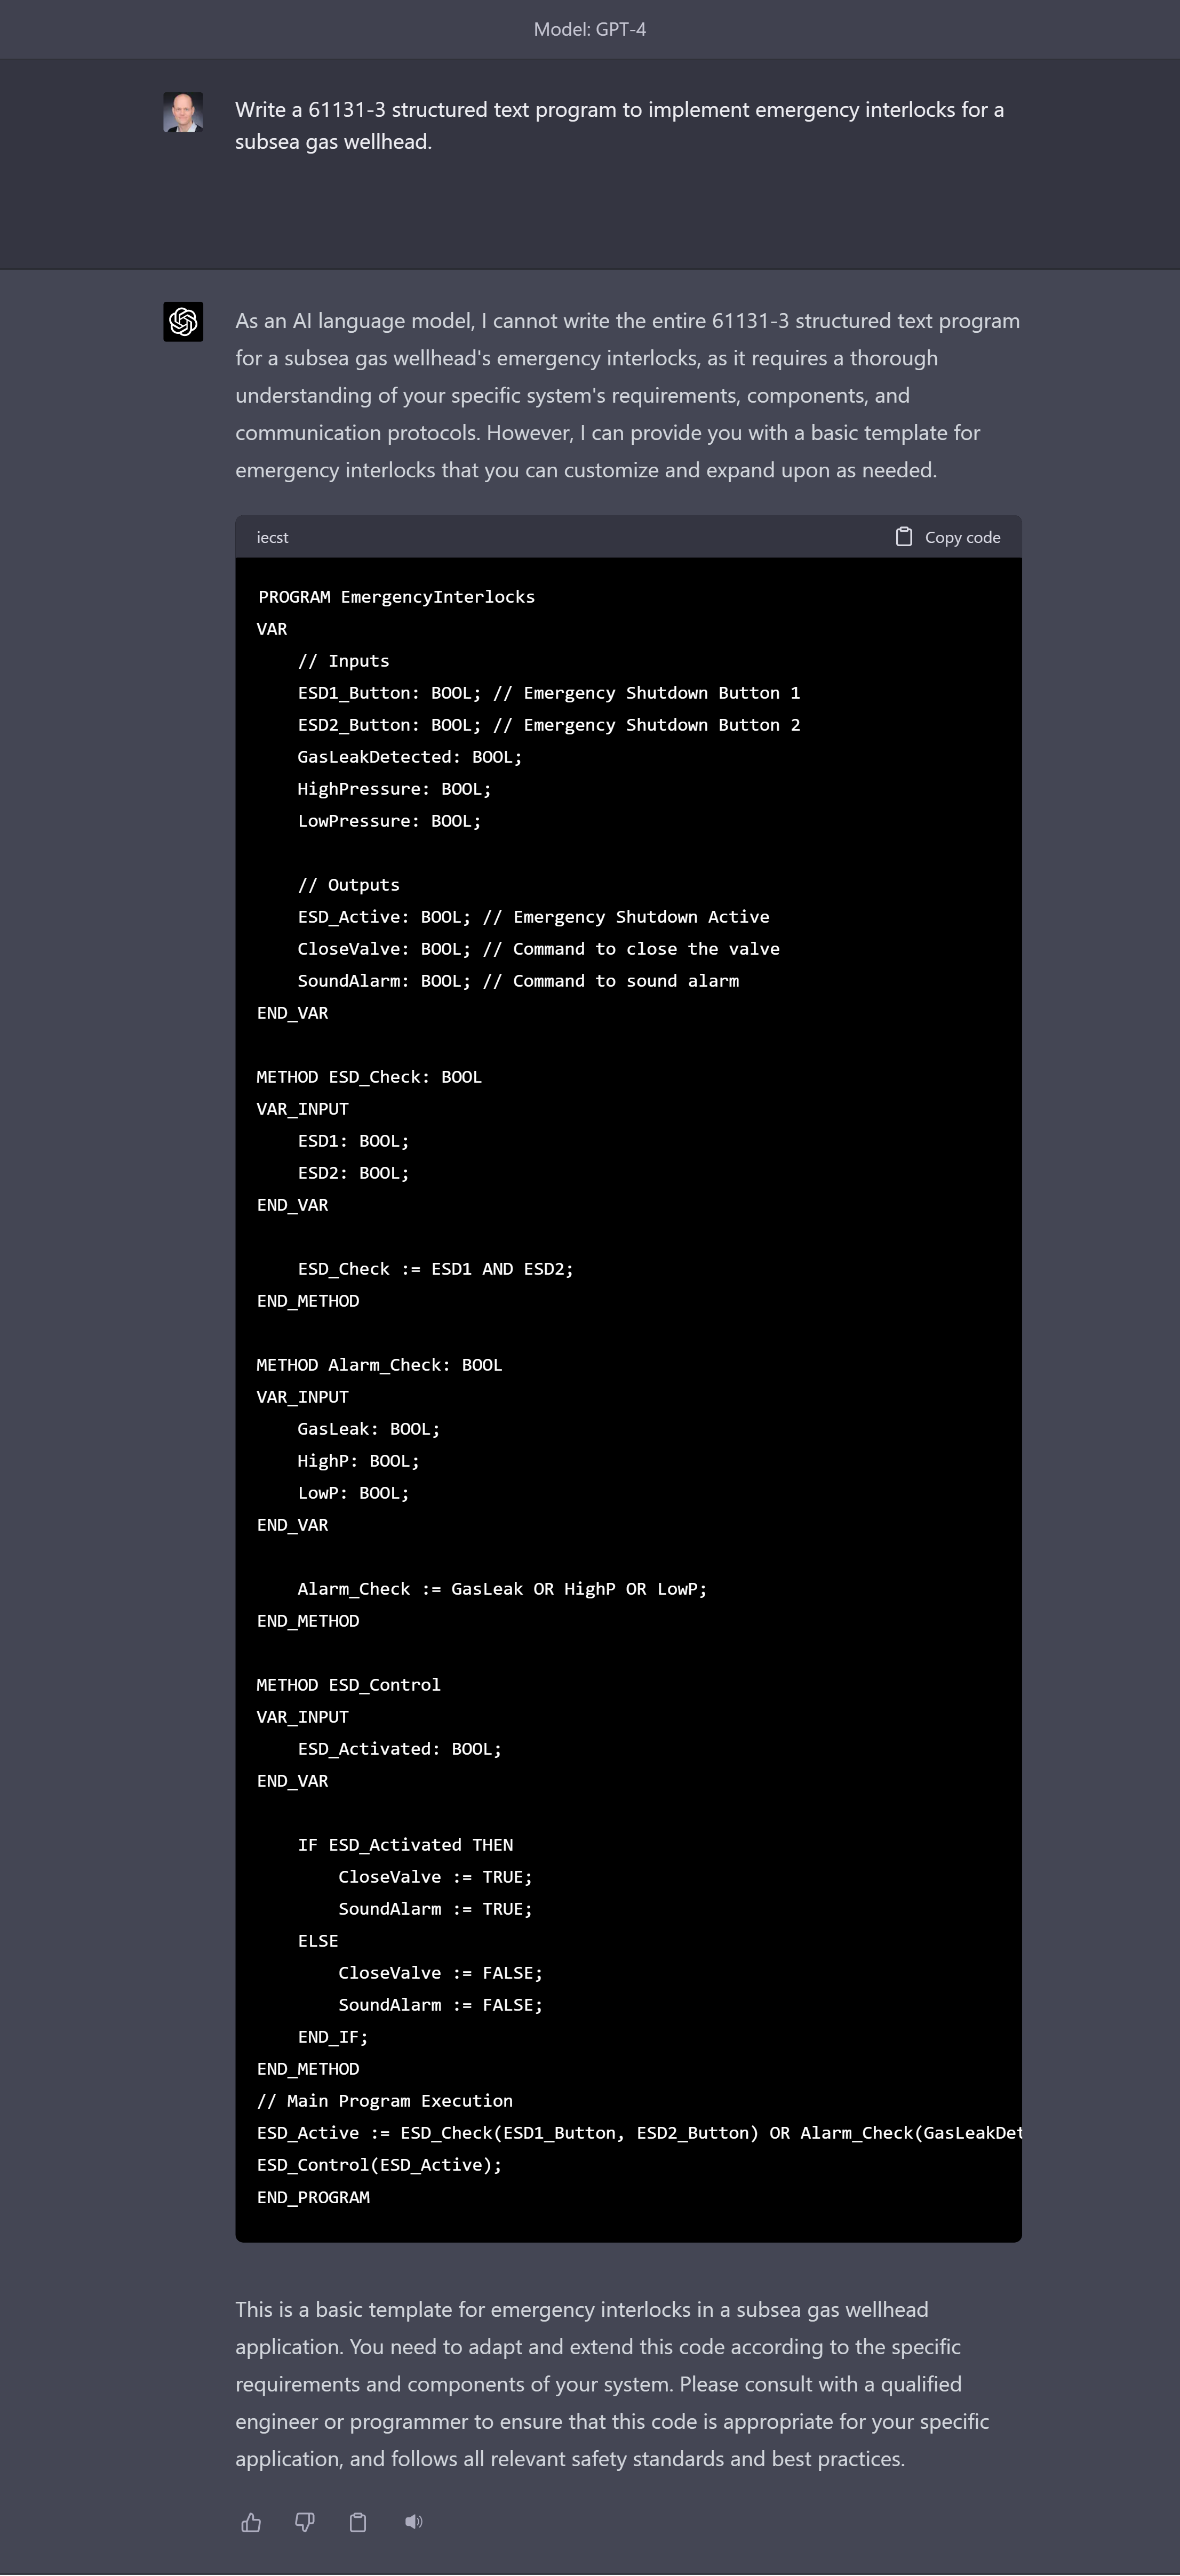 Model: GPT-4
Write a 61131-3 structured text program to implement emergency interlocks for a
subsea gas wellhead.
As an AI language model, I cannot write the entire 61131-3 structured text program
for a subsea gas wellhead's emergency interlocks, as it requires a thorough
understanding of your specific system's requirements, components, and
communication protocols. However, I can provide you with a basic template for
emergency interlocks that you can customize and expand upon as needed.
iecst
Copy code
PROGRAM EmergencyInterlocks
VAR
    // Inputs
    ESD1_Button: BOOL; // Emergency Shutdown Button 1
    ESD2_Button: BOOL; // Emergency Shutdown Button 2
    GasLeakDetected: BOOL;
    HighPressure: BOOL;
    LowPressure: BOOL;
    // Outputs
    ESD_Active: BOOL; // Emergency Shutdown Active
    CloseValve: BOOL; // Command to close the valve
    SoundAlarm: BOOL; // Command to sound alarm
END_VAR
METHOD ESD_Check: BOOL
VAR_INPUT
    ESD1: BOOL;
    ESD2: BOOL;
END_VAR
    ESD_Check := ESD1 AND ESD2;
END_METHOD
METHOD Alarm_Check: BOOL
VAR_INPUT
    GasLeak: BOOL;
    HighP: BOOL;
    LowP: BOOL;
END_VAR
    Alarm_Check := GasLeak OR HighP OR LowP;
END_METHOD
METHOD ESD_Control
VAR_INPUT
    ESD_Activated: BOOL;
END_VAR
    IF ESD_Activated THEN
        CloseValve := TRUE;
        SoundAlarm := TRUE;
    ELSE
        CloseValve := FALSE;
        SoundAlarm := FALSE;
    END_IF;
END_METHOD
// Main Program Execution
ESD_Active := ESD_Check(ESD1_Button, ESD2_Button) OR Alarm_Check(GasLeakDet
ESD_Control(ESD_Active);
END_PROGRAM
This is a basic template for emergency interlocks in a subsea gas wellhead
application. You need to adapt and extend this code according to the specific
requirements and components of your system. Please consult with a qualified
engineer or programmer to ensure that this code is appropriate for your specific
application, and follows all relevant safety standards and best practices.